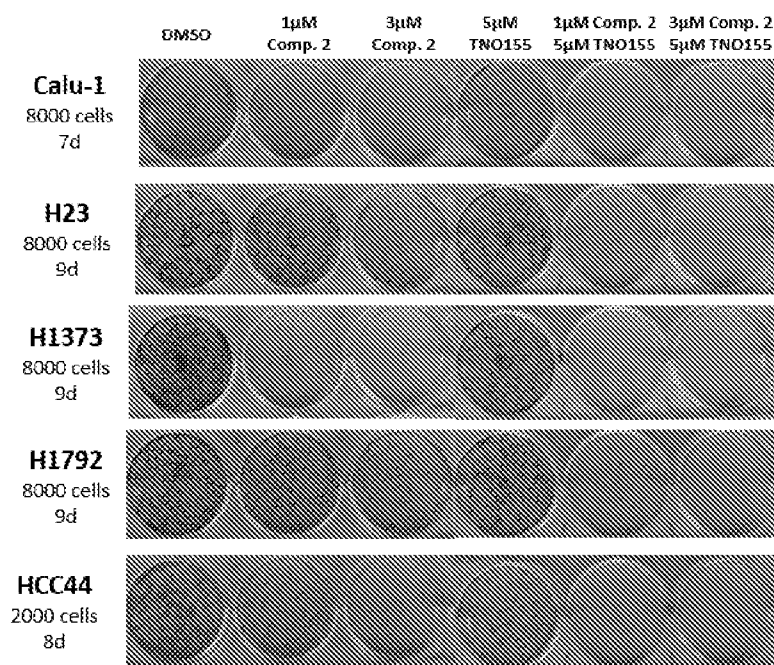 DMSO
1μM
Comp. 2
3μM
Comp. 2
5μM
TNO155
1μM Comp. 2
5μM TNO155
3μM Comp. 2
5μM TNO155
Calu-1
8000 cells
7d
H23
8000 cells
9d
H1373
8000 cells
9d
H1792
8000 cells
9d
HCC44
2000 cells
8d